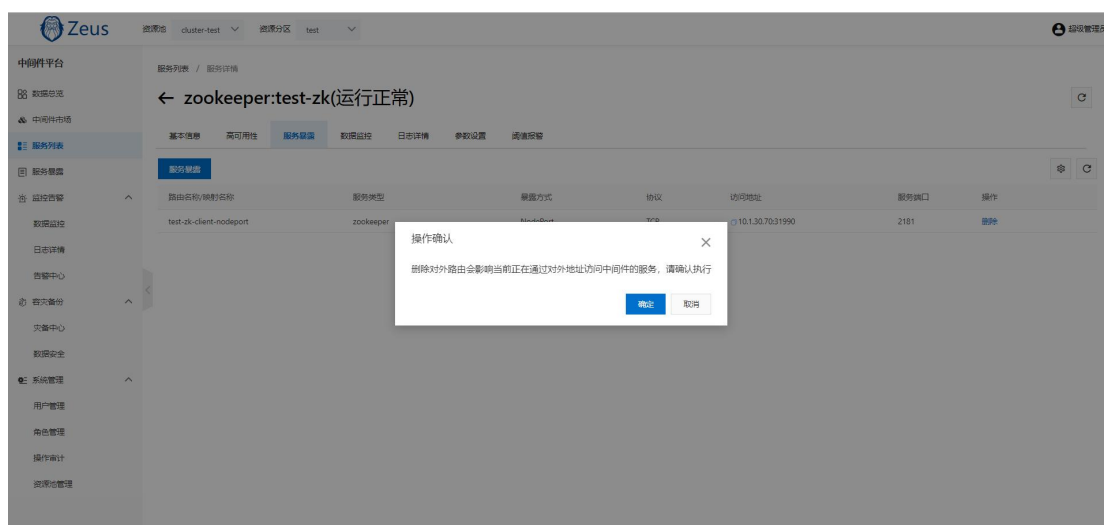 Zeus
资源池 cluster-test 资源分区 test
超级管理员
中间件平台
数据总览
中间件市场
服务列表
服务暴露
监控告警
数据监控
日志详情
告警中心
容灾备份
灾备中心
数据安全
系统管理
用户管理
角色管理
操作审计
资源池管理
服务列表 / 服务详情
← zookeeper:test-zk(运行正常)
基本信息 高可用性 服务暴露 数据监控 日志详情 参数设置 阈值报警
服务暴露
路由名称/映射名称 服务类型 暴露方式 协议 访问地址 服务端口 操作
test-zk-client-nodeport zookeeper NodePort TCP 10.1.30.70:31990 2181 删除
操作确认
删除对外路由会影响当前正在通过对外地址访问中间件的服务，请确认执行
确定 取消